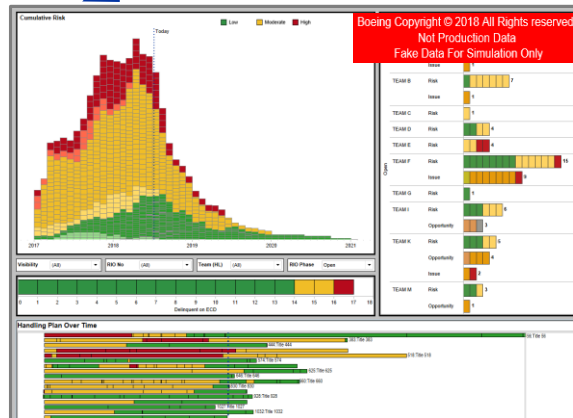 Cumulative Risk
Low
Moderate
High
Today
Boeing Copyright © 2018 All Rights reserved
Not Production Data
Fake Data For Simulation Only
2017
2018
2019
2020
2021
Open
Issue 1
TEAM B Risk 7
Issue 1
TEAM C Risk 1
TEAM D Risk 4
TEAM E Risk 4
TEAM F Risk 15
Issue 9
TEAM G Risk 1
TEAM I Risk 6
Opportunity 3
TEAM K Risk 5
Opportunity 4
Issue 2
TEAM M Risk 3
Opportunity 1
Visibility (All) RIO No (All) Team (HL) (All) RIO Phase Open
0 1 2 3 4 5 6 7 8 9 10 11 12 13 14 15 16 17 18
Delinquent on ECD
Handling Plan Over Time